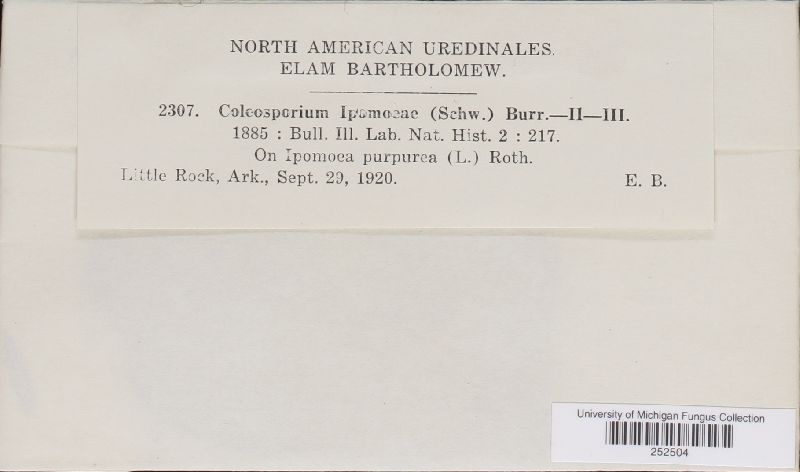 NORTH AMERICAN UREDINALES.
ELAM BARTHOLOMEW.
2307. Coleosporium Ipomoeae (Schw.) Burr.—II—III.
1885 : Bull. Ill. Lab. Nat. Hist. 2 : 217.
On Ipomoea purpurea (L.) Roth.
Little Rock, Ark., Sept. 29, 1920.
E. B.
University of Michigan Fungus Collection
252504